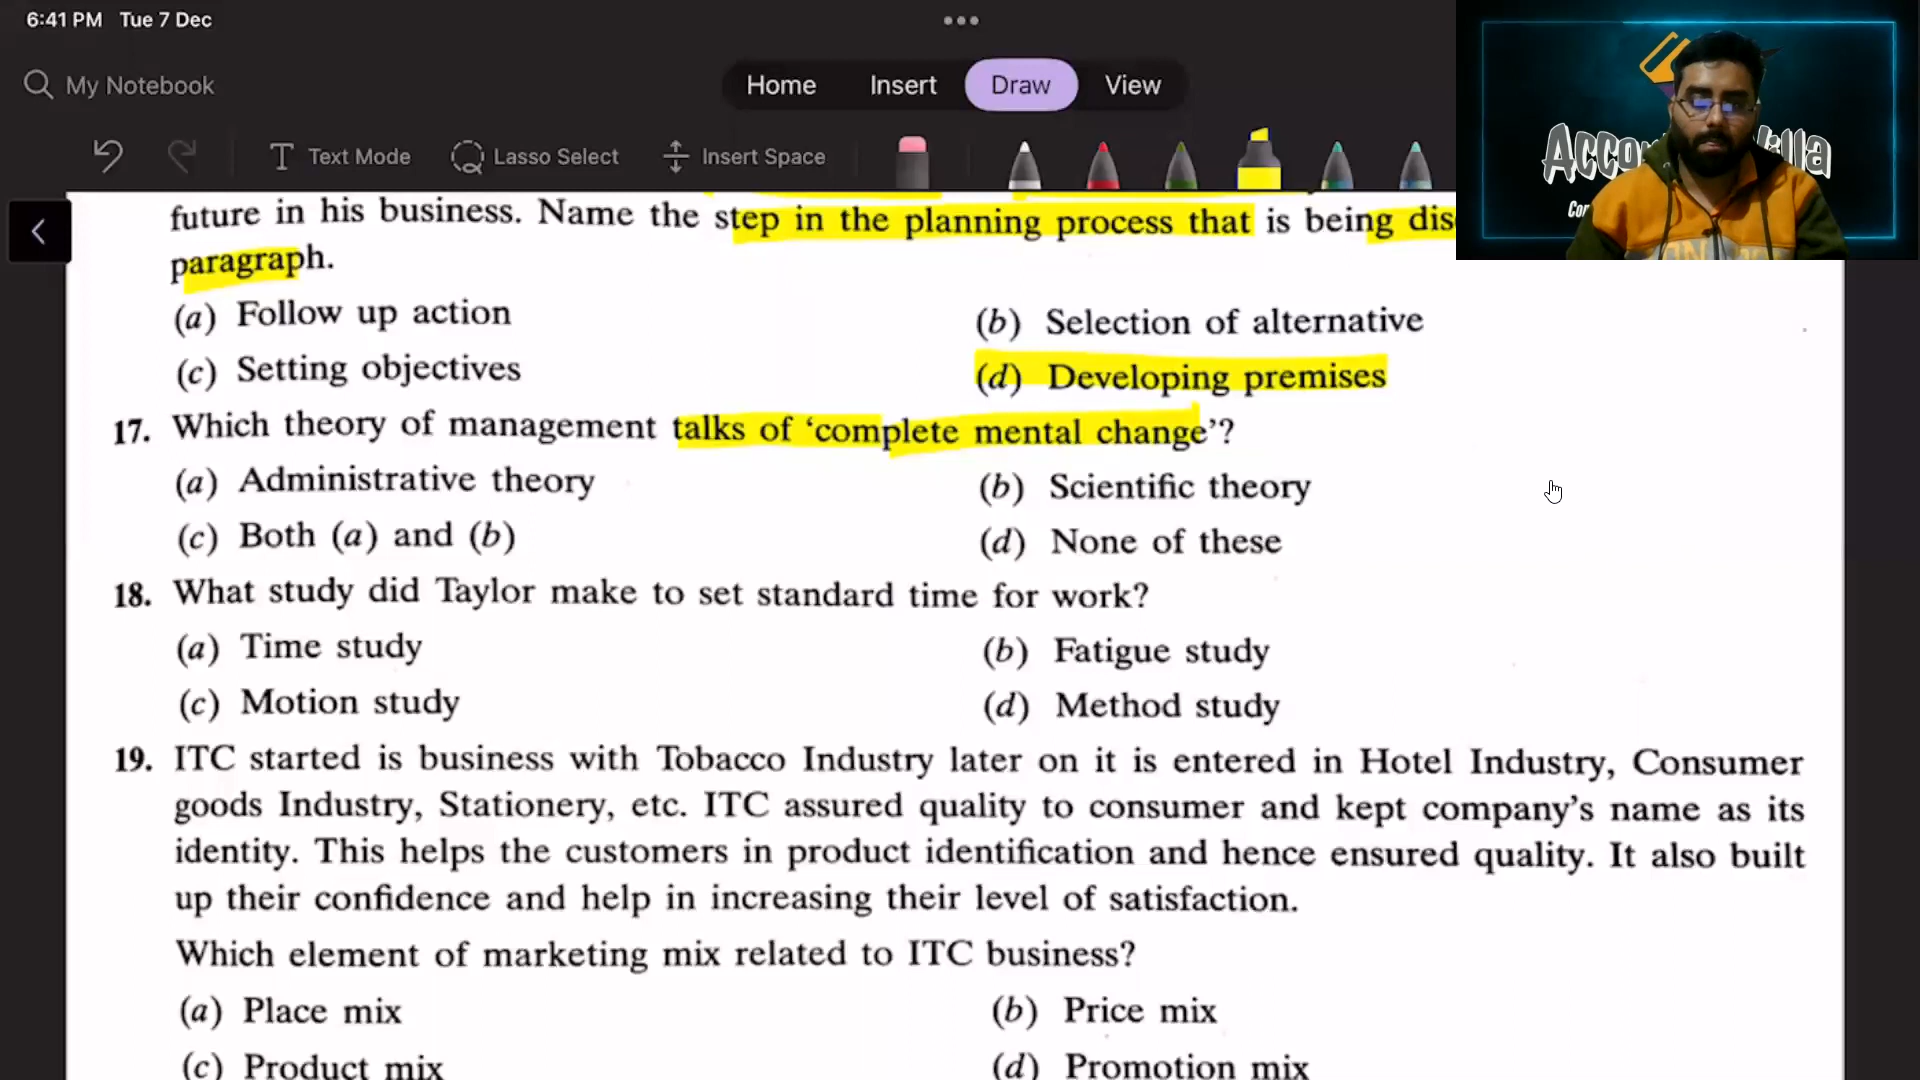 6:41 PM Tue 7 Dec
My Notebook
Home Insert Draw View
Text Mode Lasso Select Insert Space
future in his business. Name the step in the planning process that is being dis
paragraph.
(a) Follow up action (b) Selection of alternative
(c) Setting objectives (d) Developing premises
17. Which theory of management talks of ‘complete mental change’?
(a) Administrative theory (b) Scientific theory
(c) Both (a) and (b) (d) None of these
18. What study did Taylor make to set standard time for work?
(a) Time study (b) Fatigue study
(c) Motion study (d) Method study
19. ITC started is business with Tobacco Industry later on it is entered in Hotel Industry, Consumer
goods Industry, Stationery, etc. ITC assured quality to consumer and kept company’s name as its
identity. This helps the customers in product identification and hence ensured quality. It also built
up their confidence and help in increasing their level of satisfaction.
Which element of marketing mix related to ITC business?
(a) Place mix (b) Price mix
(c) Product mix (d) Promotion mix